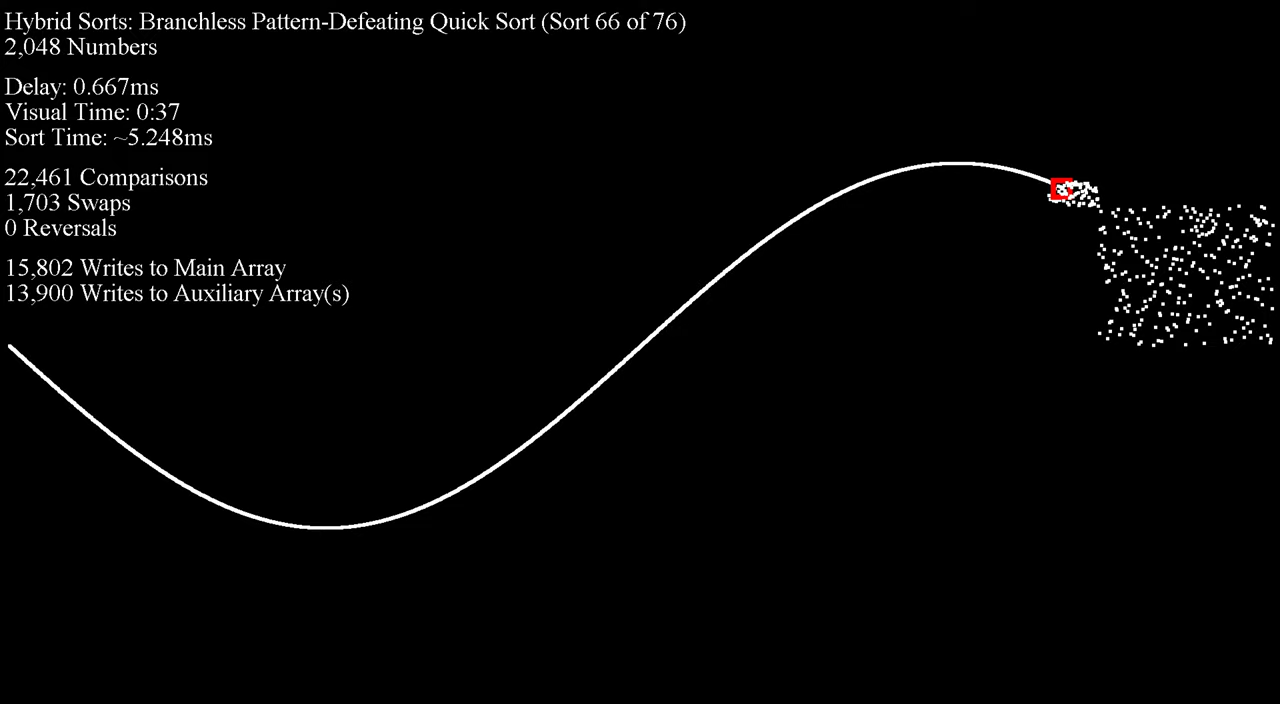 Hybrid Sorts: Branchless Pattern-Defeating Quick Sort (Sort 66 of 76)
2,048 Numbers
Delay: 0.667ms
Visual Time: 0:37
Sort Time: ~5.248ms
22,461 Comparisons
1,703 Swaps
0 Reversals
15,802 Writes to Main Array
13,900 Writes to Auxiliary Array(s)